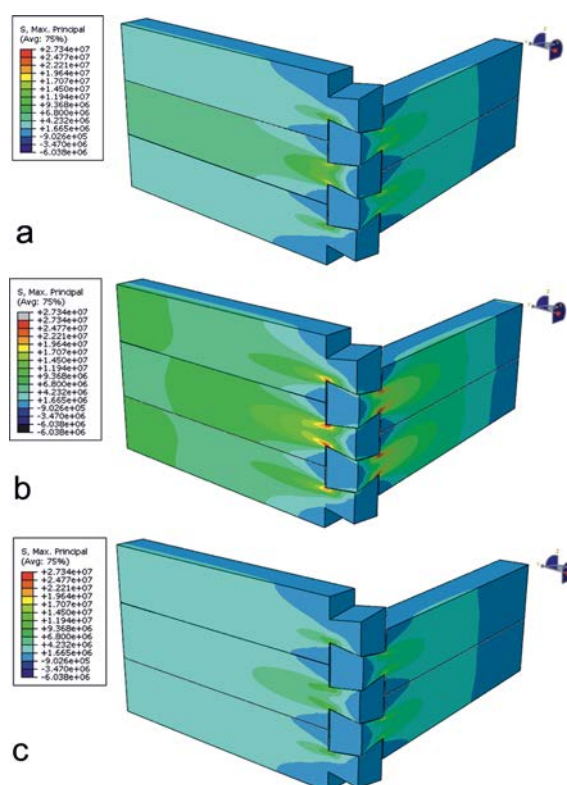 S, Max. Principal
(Avg: 75%)
+2.734e+07
+2.477e+07
+2.221e+07
+1.964e+07
+1.707e+07
+1.450e+07
+1.194e+07
+9.368e+06
+6.800e+06
+4.232e+06
+1.665e+06
-9.026e+05
-3.470e+06
-6.038e+06
a
S, Max. Principal
(Avg: 75%)
+2.734e+07
+2.734e+07
+2.477e+07
+2.221e+07
+1.964e+07
+1.707e+07
+1.450e+07
+1.194e+07
+9.368e+06
+6.800e+06
+4.232e+06
+1.665e+06
-9.026e+05
-3.470e+06
-6.038e+06
-6.038e+06
b
S, Max. Principal
(Avg: 75%)
+2.734e+07
+2.477e+07
+2.221e+07
+1.964e+07
+1.707e+07
+1.450e+07
+1.194e+07
+9.368e+06
+6.800e+06
+4.232e+06
+1.665e+06
-9.026e+05
-3.470e+06
-6.038e+06
c